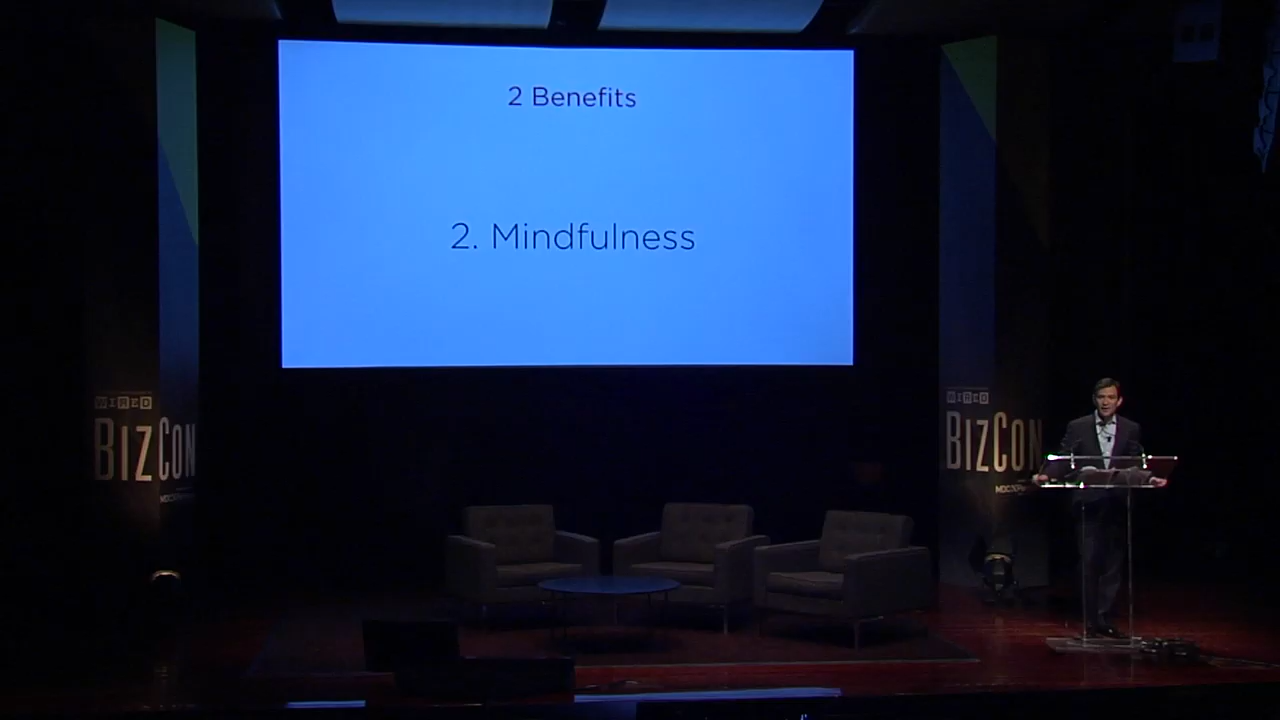 2 Benefits
2. Mindfulness
WIRED
BIZCON
WIRED
BIZCON